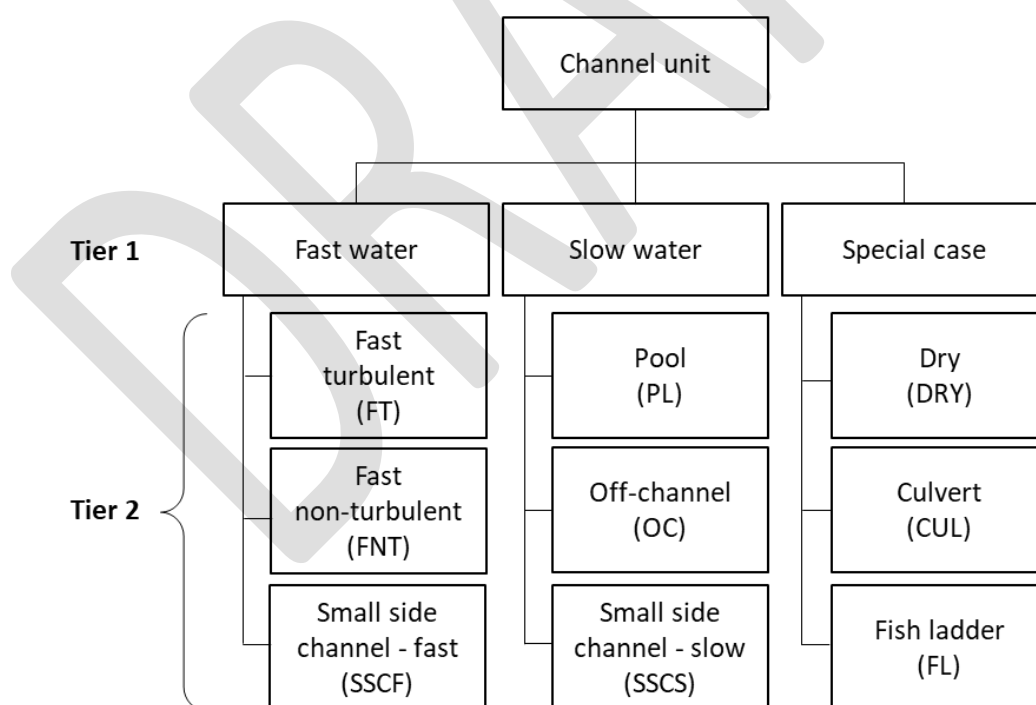 Channel unit
Tier 1
Fast water
Slow water
Special case
Tier 2
Fast
turbulent
(FT)
Pool
(PL)
Dry
(DRY)
Fast
non-turbulent
(FNT)
Off-channel
(OC)
Culvert
(CUL)
Small side
channel - fast
(SSCF)
Small side
channel - slow
(SSCS)
Fish ladder
(FL)